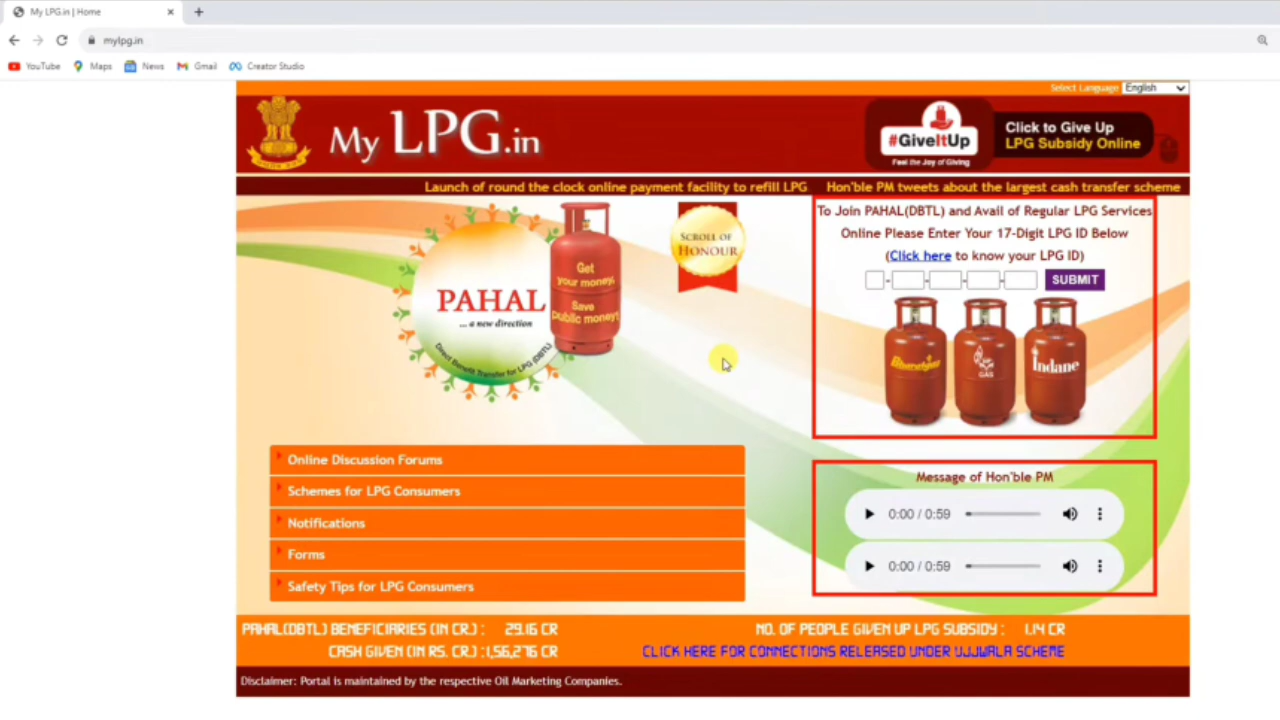 My LPG.in | Home
mylpg.in
YouTube Maps News Gmail Creator Studio
Select Language English
My LPG.in
#GiveItUp
Feel the Joy of Giving
Click to Give Up
LPG Subsidy Online
Launch of round the clock online payment facility to refill LPG Hon'ble PM tweets about the largest cash transfer scheme
PAHAL
... a new direction
Direct Benefit Transfer for LPG (DBTL)
Get
your money,
Save
public money!
SCROLL OF
HONOUR
To Join PAHAL(DBTL) and Avail of Regular LPG Services
Online Please Enter Your 17-Digit LPG ID Below
(Click here to know your LPG ID)
- - - - SUBMIT
Bharatgas
GAS
Indane
Online Discussion Forums
Schemes for LPG Consumers
Notifications
Forms
Safety Tips for LPG Consumers
Message of Hon'ble PM
0:00 / 0:59
0:00 / 0:59
PAHAL(DBTL) BENEFICIARIES (IN CR.) : 29.16 CR
NO. OF PEOPLE GIVEN UP LPG SUBSIDY : 1.14 CR
CASH GIVEN (IN RS. CR.) :1,56,276 CR
CLICK HERE FOR CONNECTIONS RELEASED UNDER UJJWALA SCHEME
Disclaimer: Portal is maintained by the respective Oil Marketing Companies.